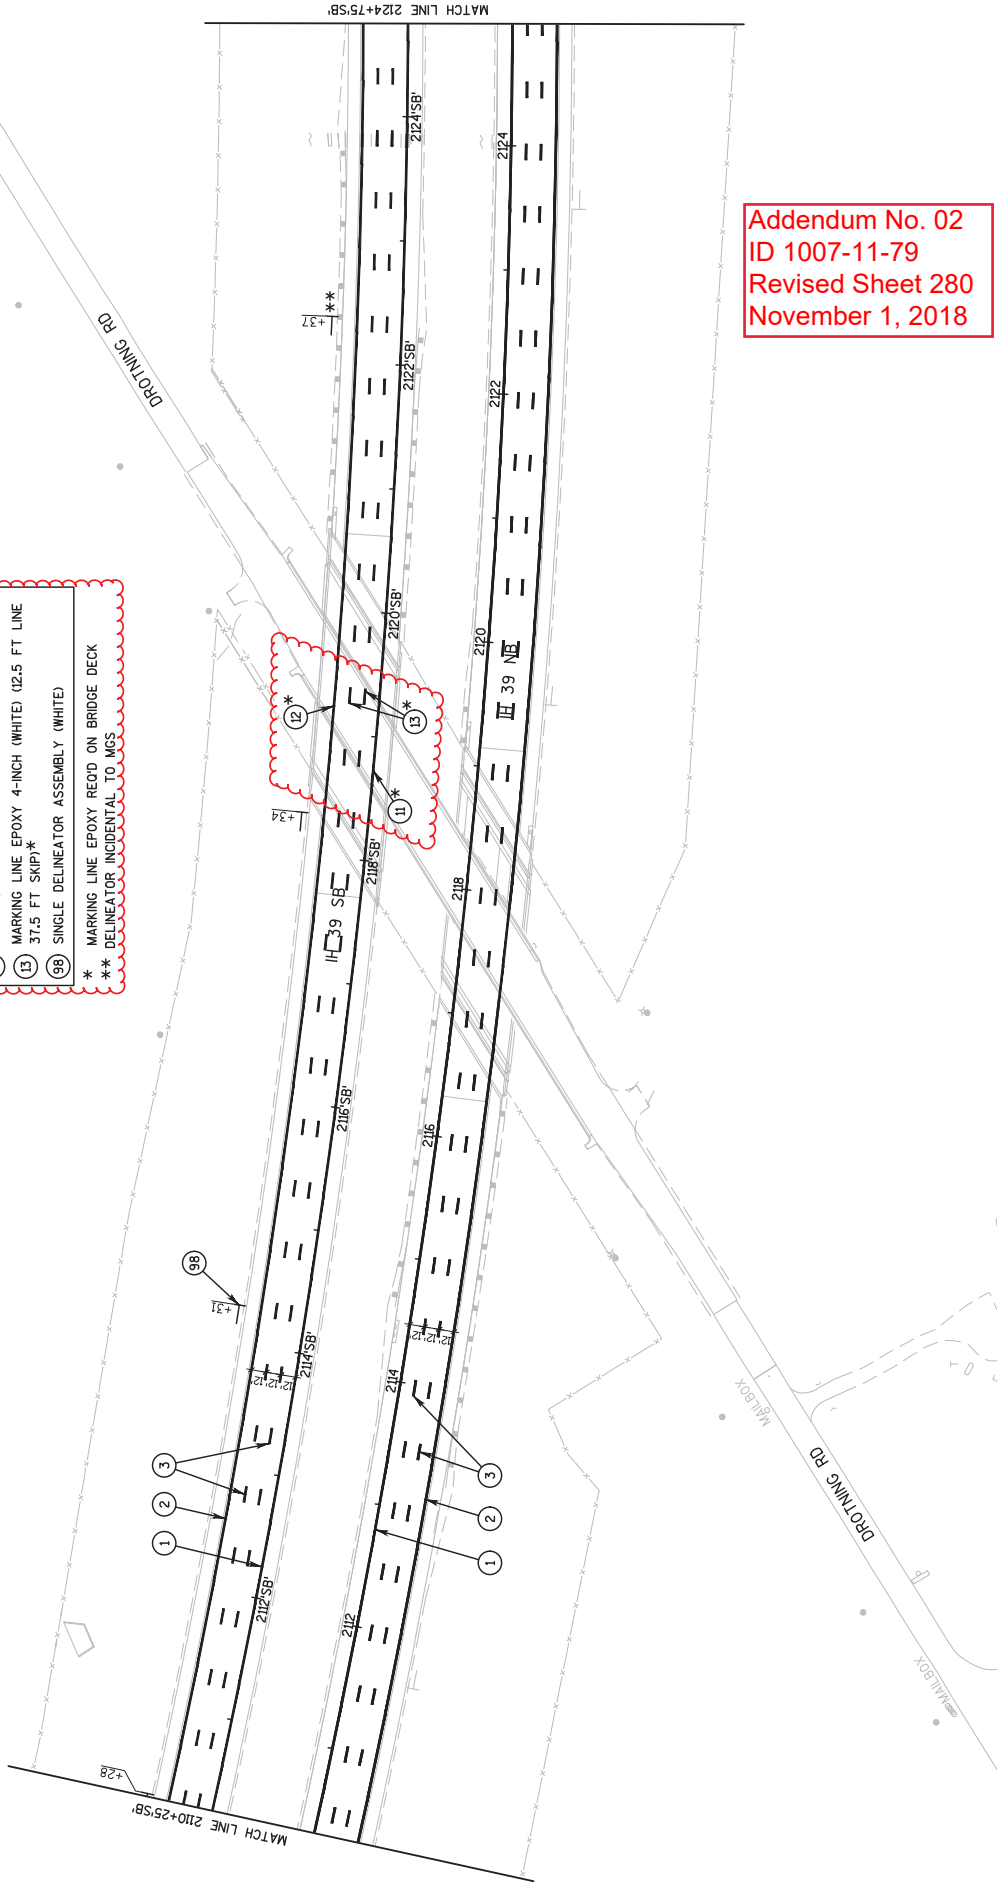 MATCH LINE 2124+75'SB'
Addendum No. 02
ID 1007-11-79
Revised Sheet 280
November 1, 2018
2124'SB'
2124
+37
**
DROTNING RD
2122'SB'
2122
13 MARKING LINE EPOXY 4-INCH (WHITE) (12.5 FT LINE
37.5 FT SKIP)*
98 SINGLE DELINEATOR ASSEMBLY (WHITE)
* MARKING LINE EPOXY REQ'D ON BRIDGE DECK
** DELINEATOR INCIDENTAL TO MGS
2120'SB'
2120
IH 39 NB
12
*
13
*
11
*
+34
2118'SB'
2118
IH 39 SB
2116'SB'
2116
98
+31
2114'SB'
12' 12' 12'
12' 12' 12'
2114
3
2
1
3
2
1
2112'SB'
2112
MAILBOX
DROTNING RD
MAILBOX
+28
MATCH LINE 2110+25'SB'